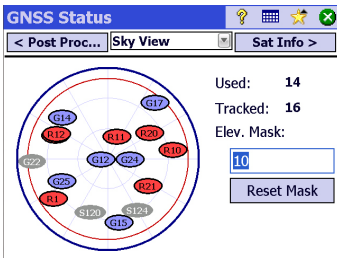 GNSS Status
< Post Proc... Sky View Sat Info >
Used: 14
Tracked: 16
Elev. Mask:
10
Reset Mask
G17
G14
R12 R11 R20
R10
G22 G12 G24
G25 R21
R1
S120 S124
G15